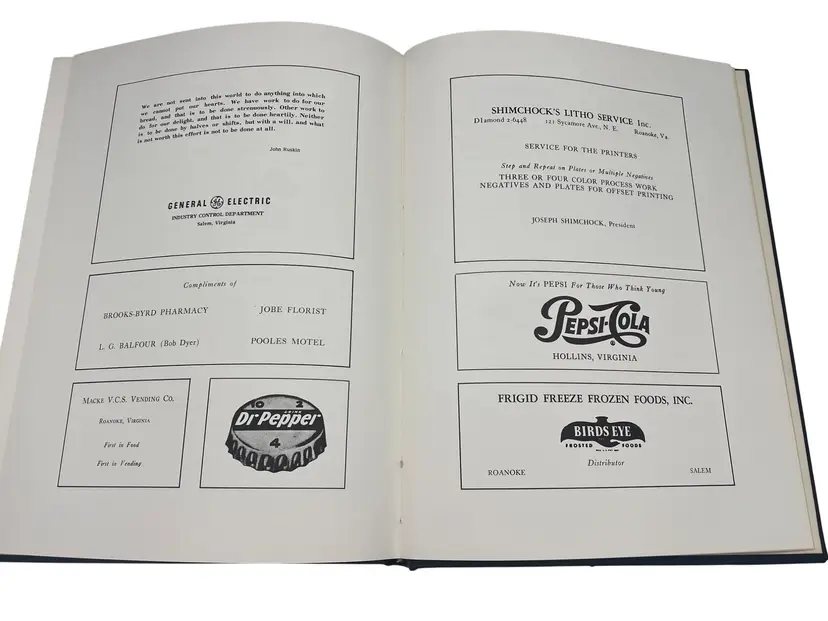 We are not sent into this world to do anything into which
we cannot put our hearts. We have work to do for our
bread, and that is to be done strenuously. Other work to
do for our delight, and that is to be done heartily. Neither
is to be done by halves or shifts, but with a will, and what
is not worth this effort is not to be done at all.
John Ruskin
GENERAL GE ELECTRIC
INDUSTRY CONTROL DEPARTMENT
Salem, Virginia
Compliments of
BROOKS-BYRD PHARMACY JOBE FLORIST
L. G. BALFOUR (Bob Dyer) POOLES MOTEL
MACKE V.C.S. VENDING CO.
ROANOKE, VIRGINIA
First in Food
First in Vending
10 2
DRINK
Dr Pepper
4
SHIMCHOCK'S LITHO SERVICE Inc.
DIamond 2-6448 121 Sycamore Ave., N. E. Roanoke, Va.
SERVICE FOR THE PRINTERS
Step and Repeat on Plates or Multiple Negatives
THREE OR FOUR COLOR PROCESS WORK
NEGATIVES AND PLATES FOR OFFSET PRINTING
JOSEPH SHIMCHOCK, President
Now It's PEPSI For Those Who Think Young
PEPSI-COLA
HOLLINS, VIRGINIA
FRIGID FREEZE FROZEN FOODS, INC.
BIRDS EYE
FROSTED FOODS
Distributor
ROANOKE SALEM